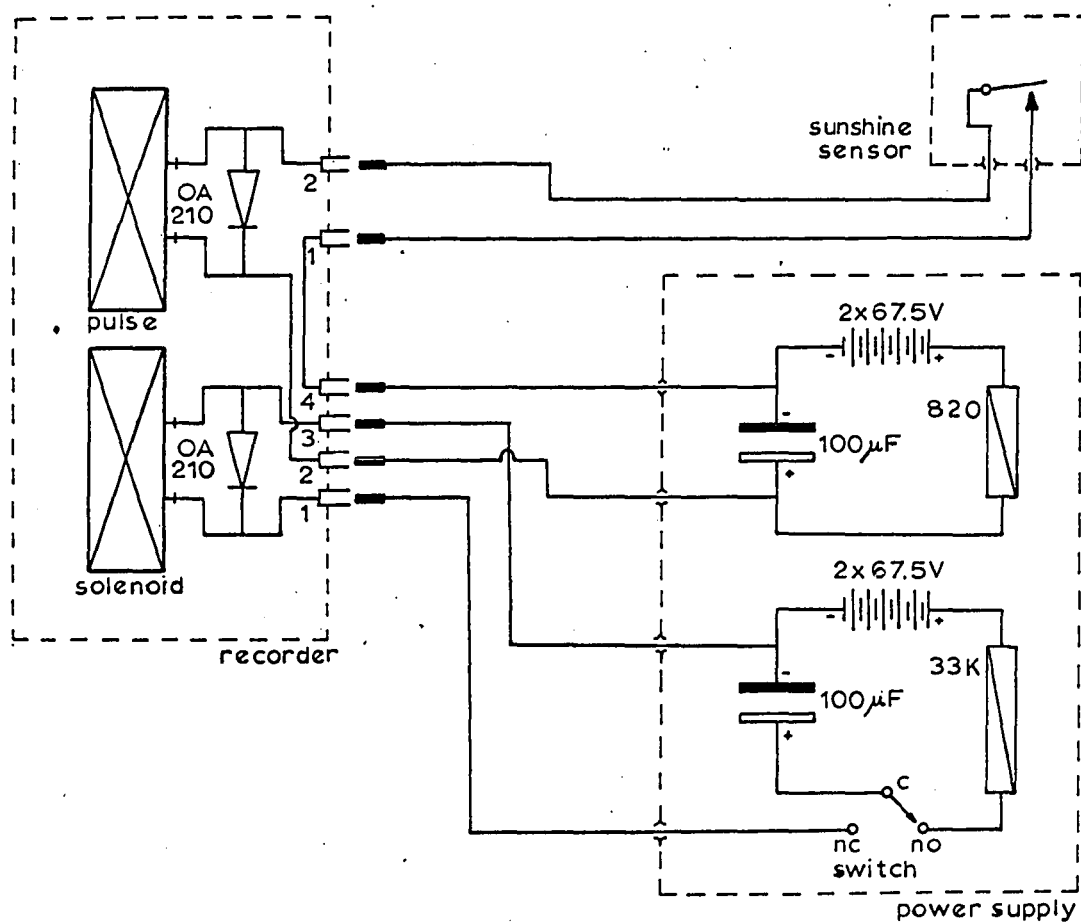 sunshine
sensor
2
OA
210
1
pulse
2x67.5V
- +
4
-
820
3
100µF
OA
210
2
+
1
solenoid
2x67.5V
- +
recorder
-
33K
100µF
+
c
nc no
switch
power supply